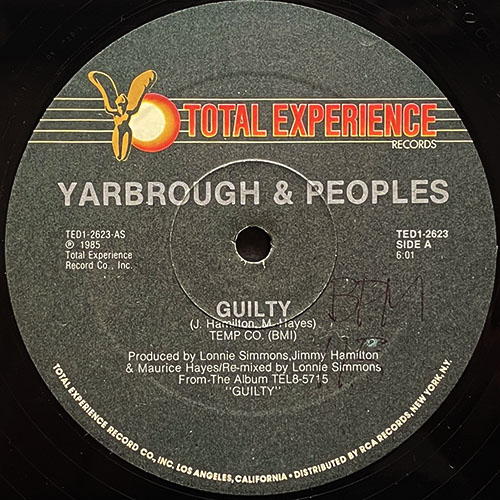 TOTAL EXPERIENCE
RECORDS
YARBROUGH & PEOPLES
TED1-2623-AS
℗ 1985
Total Experience
Record Co., Inc.
TED1-2623
SIDE A
6:01
GUILTY
(J. Hamilton, M. Hayes)
TEMP CO. (BMI)
BPM
Produced by Lonnie Simmons,Jimmy Hamilton
& Maurice Hayes/Re-mixed by Lonnie Simmons
From-The Album TEL8-5715
"GUILTY"
TOTAL EXPERIENCE RECORD CO., INC. LOS ANGELES, CALIFORNIA • DISTRIBUTED BY RCA RECORDS, NEW YORK, N.Y.